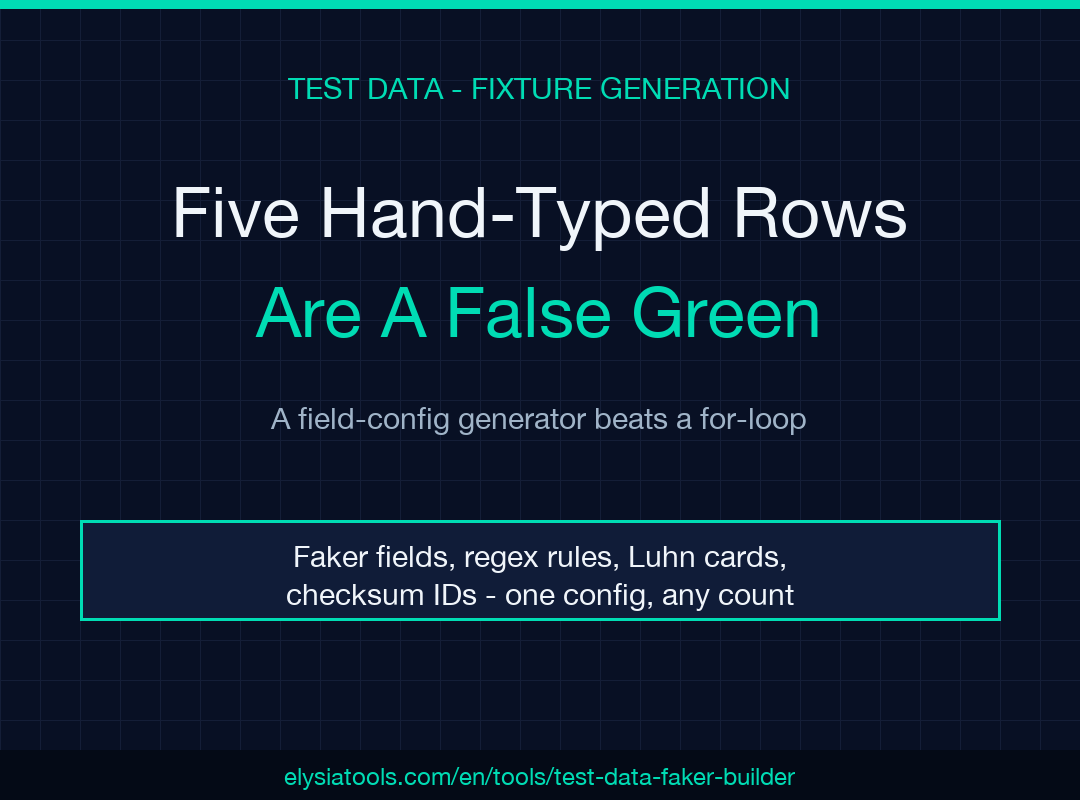 TEST DATA - FIXTURE GENERATION
Five Hand-Typed Rows
Are A False Green
A field-config generator beats a for-loop
Faker fields, regex rules, Luhn cards,
checksum IDs - one config, any count
elysiatools.com/en/tools/test-data-faker-builder